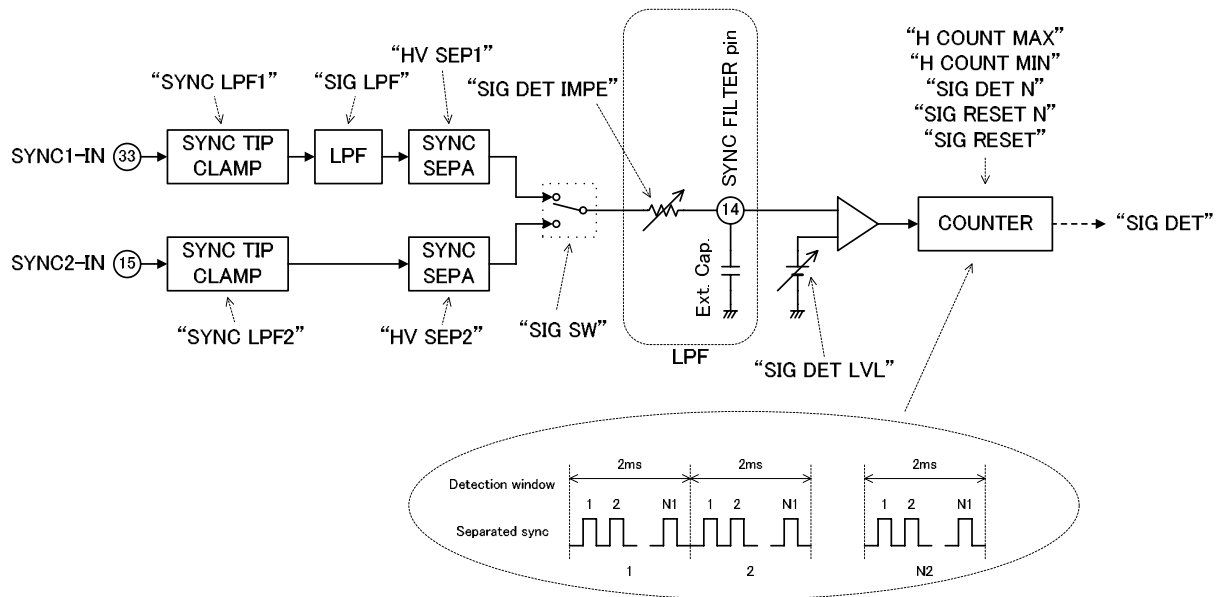 “H COUNT MAX”
“H COUNT MIN”
“SIG DET N”
“SIG RESET N”
“SIG RESET”
“HV SEP1”
“SYNC LPF1”
“SIG LPF”
“SIG DET IMPE”
SYNC FILTER pin
SYNC1-IN
33
SYNC TIP
CLAMP
LPF
SYNC
SEPA
14
COUNTER
“SIG DET”
SYNC2-IN
15
SYNC TIP
CLAMP
SYNC
SEPA
Ext. Cap.
“SYNC LPF2”
“HV SEP2”
“SIG SW”
LPF
“SIG DET LVL”
2ms
2ms
2ms
Detection window
1 2 N1 1 2 N1 1 2 N1
Separated sync
1 2 N2